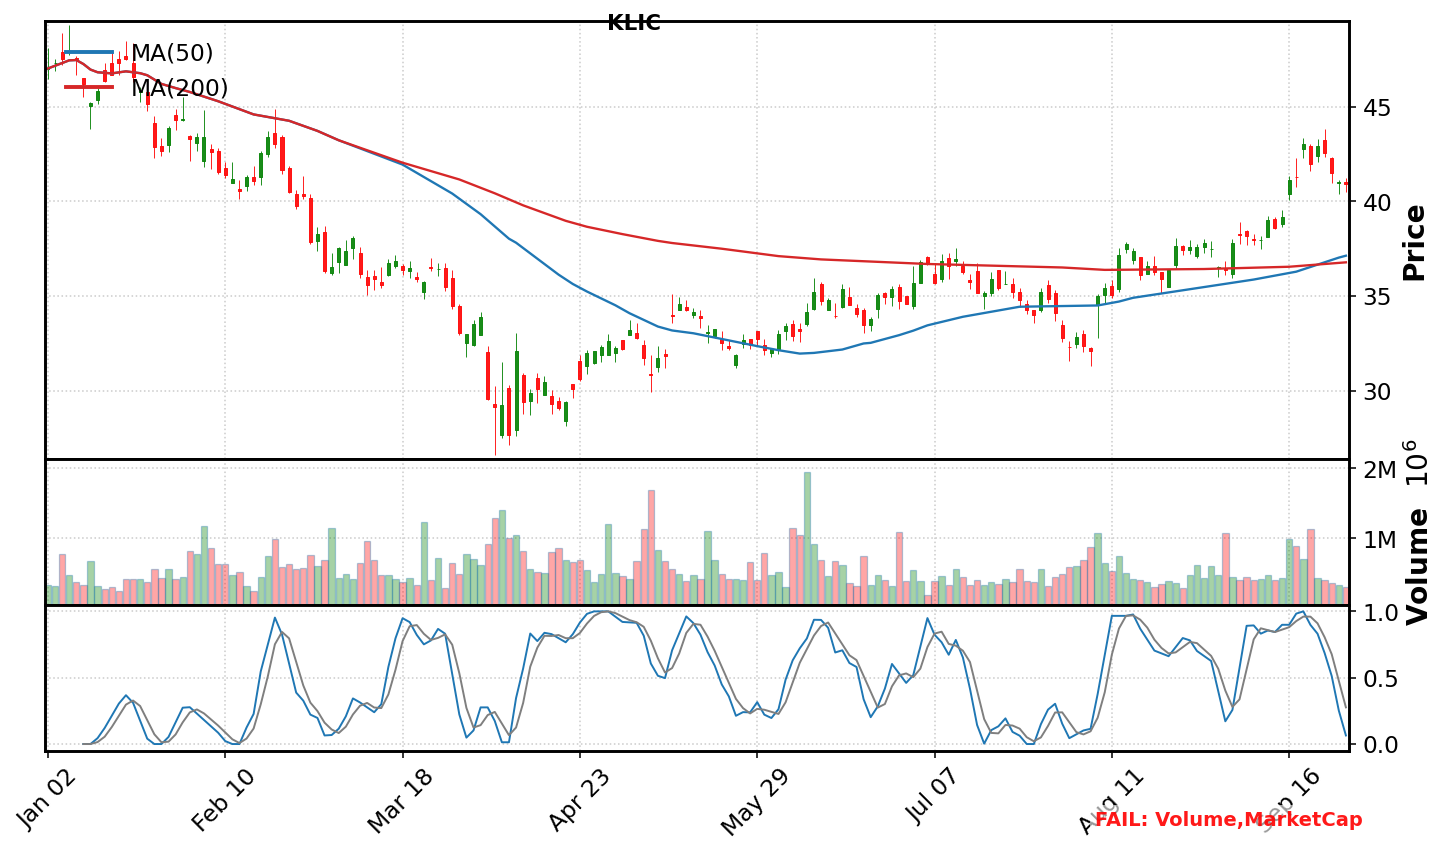 KLIC
MA(50)
MA(200)
45
40
35
30
Price
2M
1M
Volume 10^6
1.0
0.5
0.0
Jan 02
Feb 10
Mar 18
Apr 23
May 29
Jul 07
Aug 11
Sep 16
FAIL: Volume,MarketCap